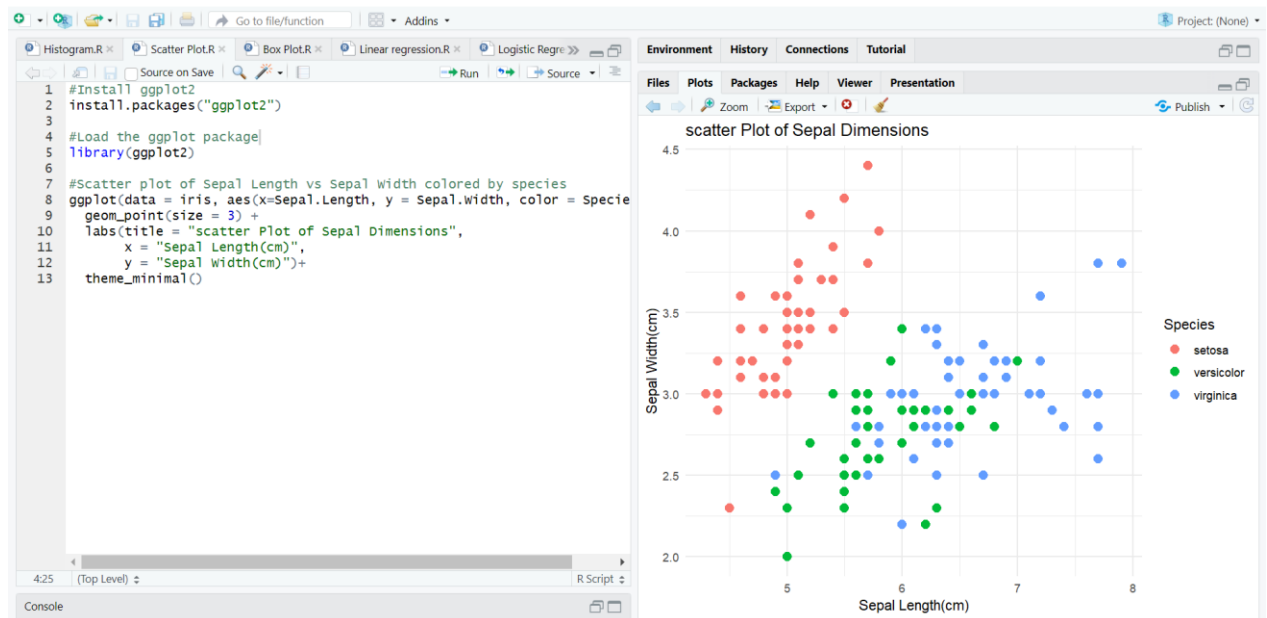 Go to file/function
Addins
Project: (None)
Histogram.R
Scatter Plot.R
Box Plot.R
Linear regression.R
Logistic Regre
Source on Save
Run
Source
1 #Install ggplot2
2 install.packages("ggplot2")
3
4 #Load the ggplot package
5 library(ggplot2)
6
7 #Scatter plot of Sepal Length vs Sepal Width colored by species
8 ggplot(data = iris, aes(x=Sepal.Length, y = Sepal.Width, color = Specie
9 geom_point(size = 3) +
10 labs(title = "scatter Plot of Sepal Dimensions",
11 x = "Sepal Length(cm)",
12 y = "Sepal Width(cm)")+
13 theme_minimal()
4:25
(Top Level)
R Script
Console
Environment
History
Connections
Tutorial
Files
Plots
Packages
Help
Viewer
Presentation
Zoom
Export
Publish
scatter Plot of Sepal Dimensions
4.5
4.0
3.5
3.0
2.5
2.0
Sepal Width(cm)
5
6
7
8
Sepal Length(cm)
Species
setosa
versicolor
virginica